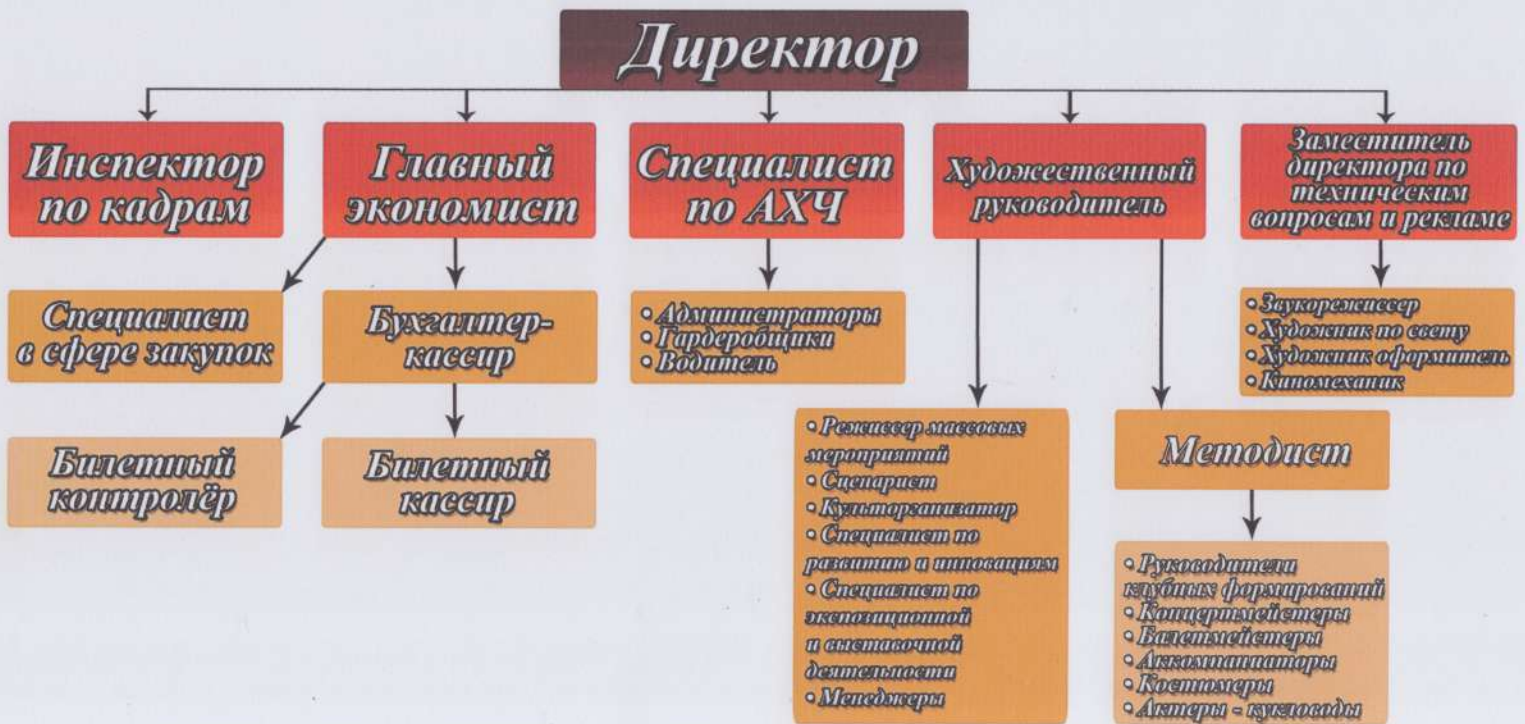 Директор
Инспектор
по кадрам
Главный
экономист
Специалист
по АХЧ
Художественный
руководитель
Заместитель
директора по
техническим
вопросам и рекламе
Специалист
в сфере закупок
Бухгалтер-
кассир
• Администраторы
• Гардеробщики
• Водитель
• Звукорежиссер
• Художник по свету
• Художник оформитель
• Киномеханик
Билетный
контролёр
Билетный
кассир
• Режиссер массовых
мероприятий
• Сценарист
• Культорганизатор
• Специалист по
развитию и инновациям
• Специалист по
экспозиционной
и выставочной
деятельности
• Менеджеры
Методист
• Руководители
клубных формирований
• Концертмейстеры
• Балетмейстеры
• Аккомпаниаторы
• Костюмеры
• Актеры - кукловоды